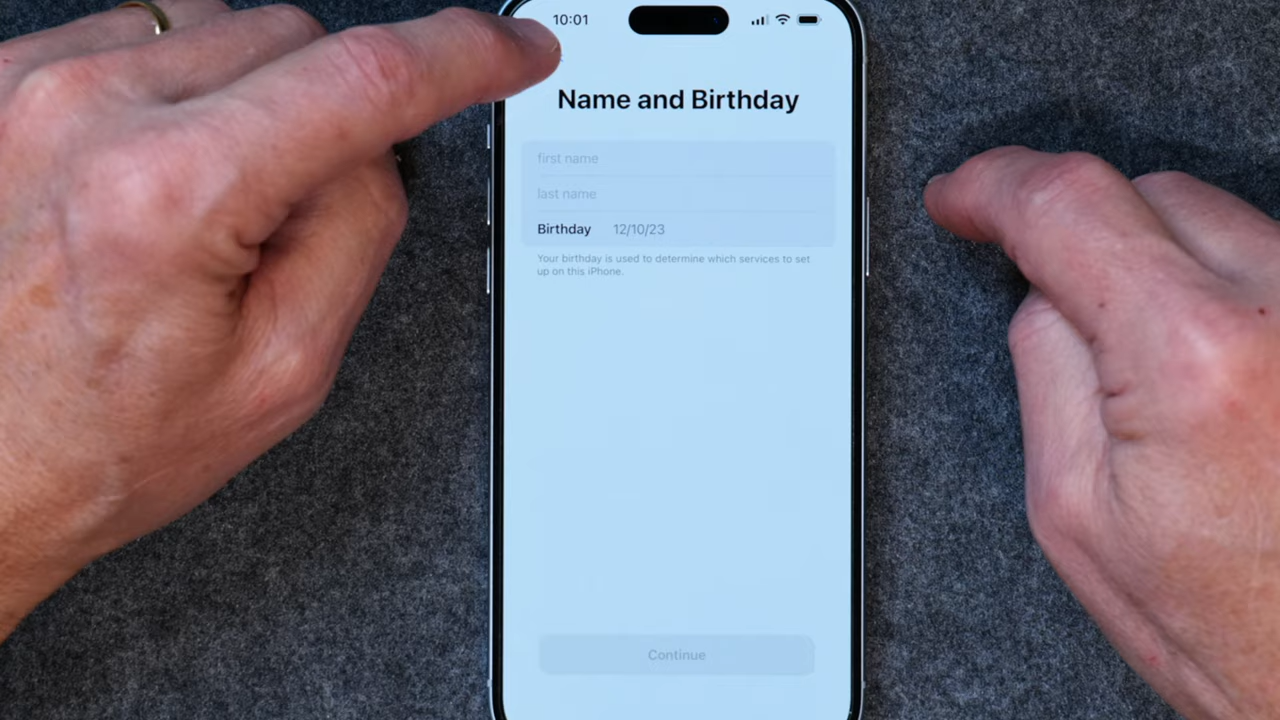 10:01
Name and Birthday
first name
last name
Birthday 12/10/23
Your birthday is used to determine which services to set
up on this iPhone.
Continue